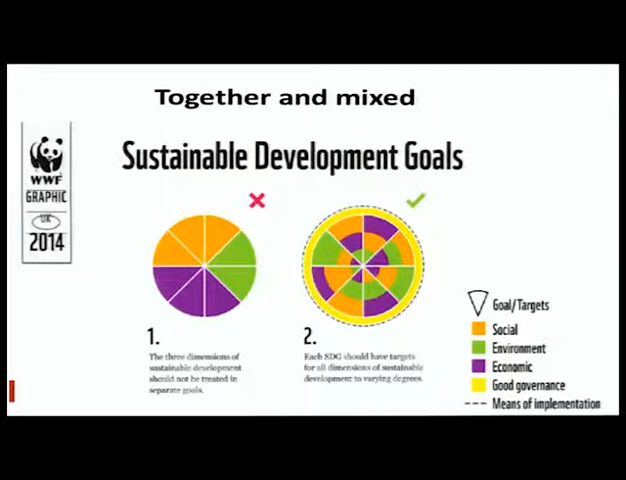 Together and mixed
Sustainable Development Goals
WWF
GRAPHIC
UK
2014
1.
The three dimensions of
sustainable development
should not be treated in
separate goals.
2.
Each SDG should have targets
for all dimensions of sustainable
development to varying degrees.
Goal/Targets
Social
Environment
Economic
Good governance
Means of implementation